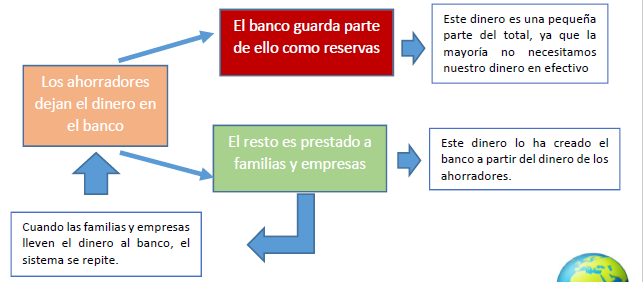 El banco guarda parte
de ello como reservas
Este dinero es una pequeña
parte del total, ya que la
mayoría no necesitamos
nuestro dinero en efectivo
Los ahorradores
dejan el dinero en
el banco
El resto es prestado a
familias y empresas
Este dinero lo ha creado el
banco a partir del dinero de los
ahorradores.
Cuando las familias y empresas
lleven el dinero al banco, el
sistema se repite.